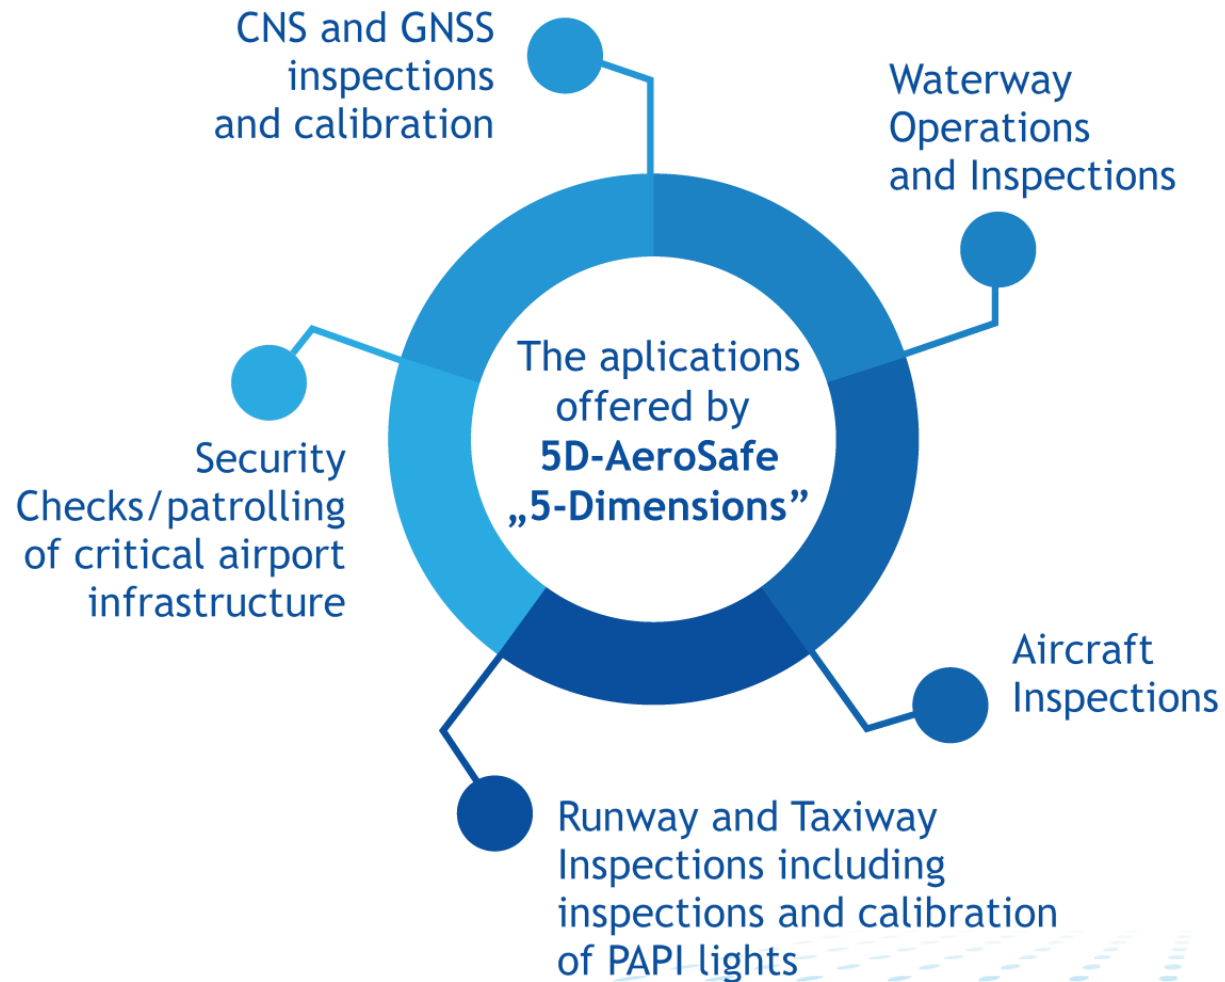 CNS and GNSS
inspections
and calibration
Waterway
Operations
and Inspections
The aplications
offered by
5D-AeroSafe
„5-Dimensions”
Security
Checks/patrolling
of critical airport
infrastructure
Aircraft
Inspections
Runway and Taxiway
Inspections including
inspections and calibration
of PAPI lights